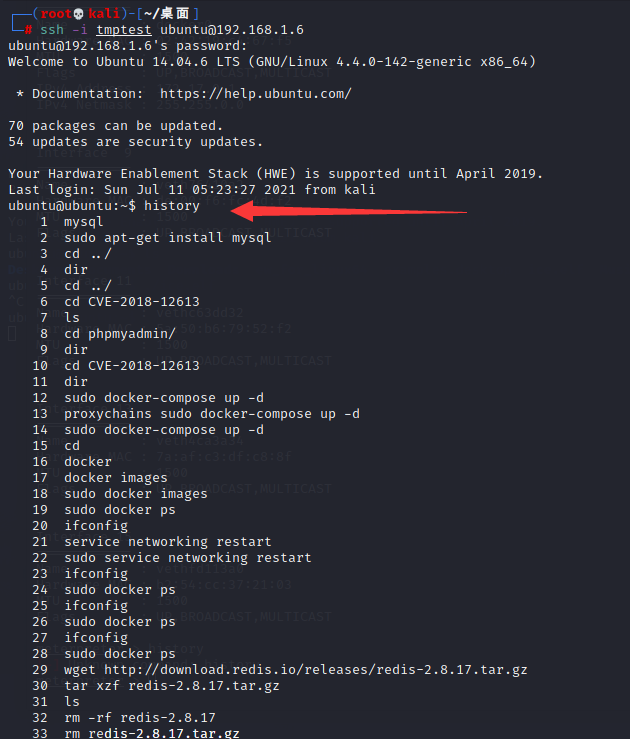 (root💀kali)-[~/桌面]
# ssh -i tmptest ubuntu@192.168.1.6
ubuntu@192.168.1.6's password:
Welcome to Ubuntu 14.04.6 LTS (GNU/Linux 4.4.0-142-generic x86_64)
* Documentation:  https://help.ubuntu.com/
70 packages can be updated.
54 updates are security updates.
Your Hardware Enablement Stack (HWE) is supported until April 2019.
Last login: Sun Jul 11 05:23:27 2021 from kali
ubuntu@ubuntu:~$ history
1  mysql
2  sudo apt-get install mysql
3  cd ../
4  dir
5  cd ../
6  cd CVE-2018-12613
7  ls
8  cd phpmyadmin/
9  dir
10  cd CVE-2018-12613
11  dir
12  sudo docker-compose up -d
13  proxychains sudo docker-compose up -d
14  sudo docker-compose up -d
15  cd
16  docker
17  docker images
18  sudo docker images
19  sudo docker ps
20  ifconfig
21  service networking restart
22  sudo service networking restart
23  ifconfig
24  sudo docker ps
25  ifconfig
26  sudo docker ps
27  ifconfig
28  sudo docker ps
29  wget http://download.redis.io/releases/redis-2.8.17.tar.gz
30  tar xzf redis-2.8.17.tar.gz
31  ls
32  rm -rf redis-2.8.17
33  rm redis-2.8.17.tar.gz